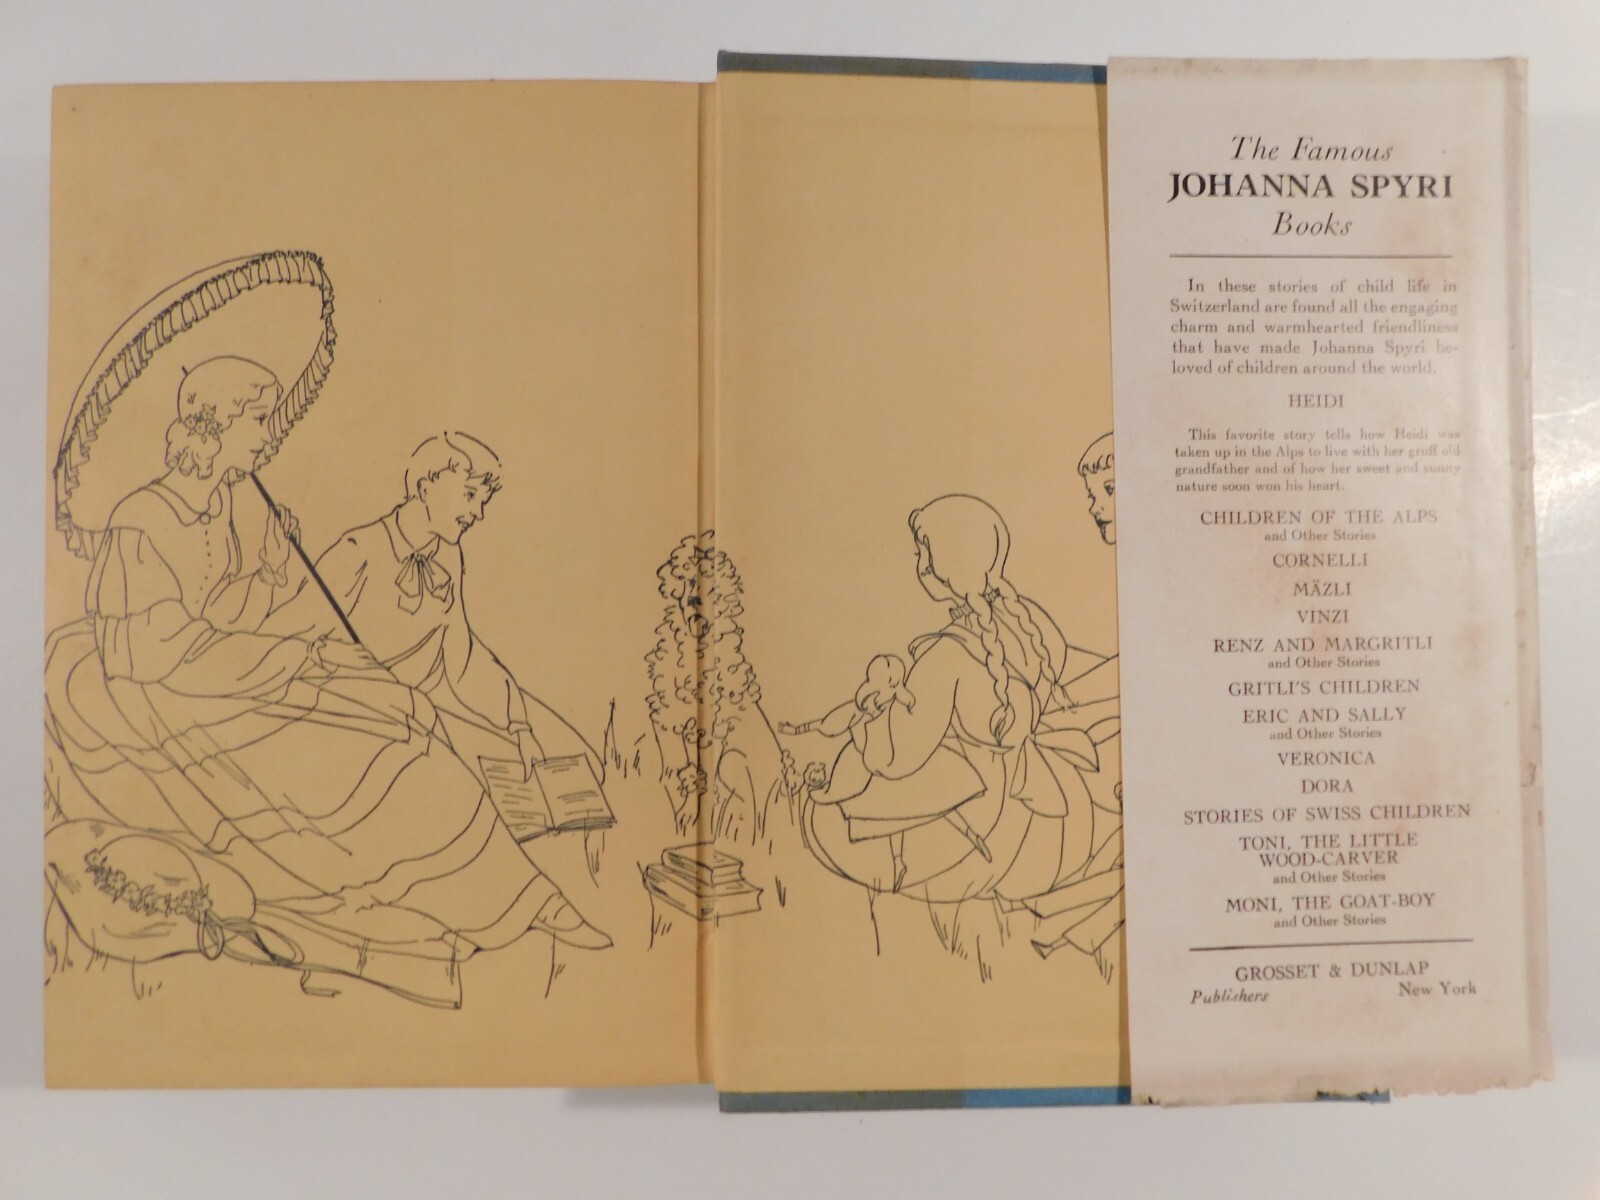 The Famous
JOHANNA SPYRI
Books
In these stories of child life in
Switzerland are found all the engaging
charm and warmhearted friendliness
that have made Johanna Spyri be-
loved of children around the world.
HEIDI
This favorite story tells how Heidi was
taken up in the Alps to live with her gruff old
grandfather and of how her sweet and sunny
nature soon won his heart.
CHILDREN OF THE ALPS
and Other Stories
CORNELLI
MÄZLI
VINZI
RENZ AND MARGRITLI
and Other Stories
GRITLI'S CHILDREN
ERIC AND SALLY
and Other Stories
VERONICA
DORA
STORIES OF SWISS CHILDREN
TONI, THE LITTLE
WOOD-CARVER
and Other Stories
MONI, THE GOAT-BOY
and Other Stories
GROSSET & DUNLAP
Publishers New York